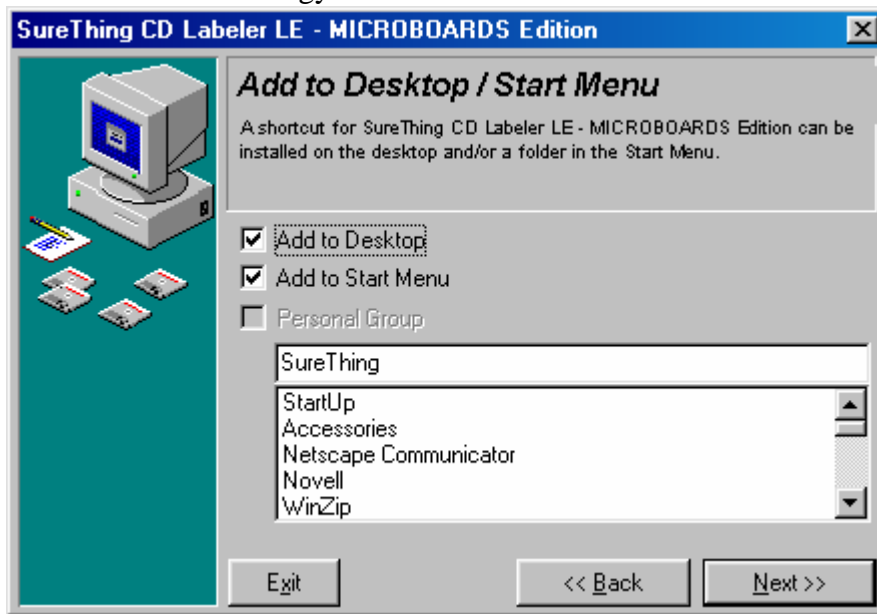 SureThing CD Labeler LE - MICROBOARDS Edition
Add to Desktop / Start Menu
A shortcut for SureThing CD Labeler LE - MICROBOARDS Edition can be
installed on the desktop and/or a folder in the Start Menu.
Add to Desktop
Add to Start Menu
Personal Group
SureThing
StartUp
Accessories
Netscape Communicator
Novell
WinZip
Exit
<< Back
Next >>